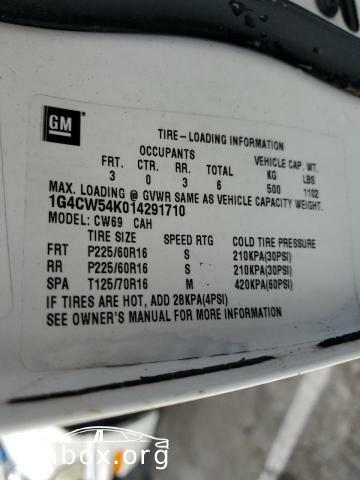 GM
TIRE-LOADING INFORMATION
OCCUPANTS VEHICLE CAP. WT.
FRT. CTR. RR. TOTAL KG LBS
3 0 3 6 500 1102
MAX. LOADING @ GVWR SAME AS VEHICLE CAPACITY WEIGHT.
1G4CW54K014291710
MODEL: CW69 CAH
TIRE SIZE SPEED RTG COLD TIRE PRESSURE
FRT P225/60R16 S 210KPA(30PSI)
RR P225/60R16 S 210KPA(30PSI)
SPA T125/70R16 M 420KPA(60PSI)
IF TIRES ARE HOT, ADD 28KPA(4PSI)
SEE OWNER'S MANUAL FOR MORE INFORMATION